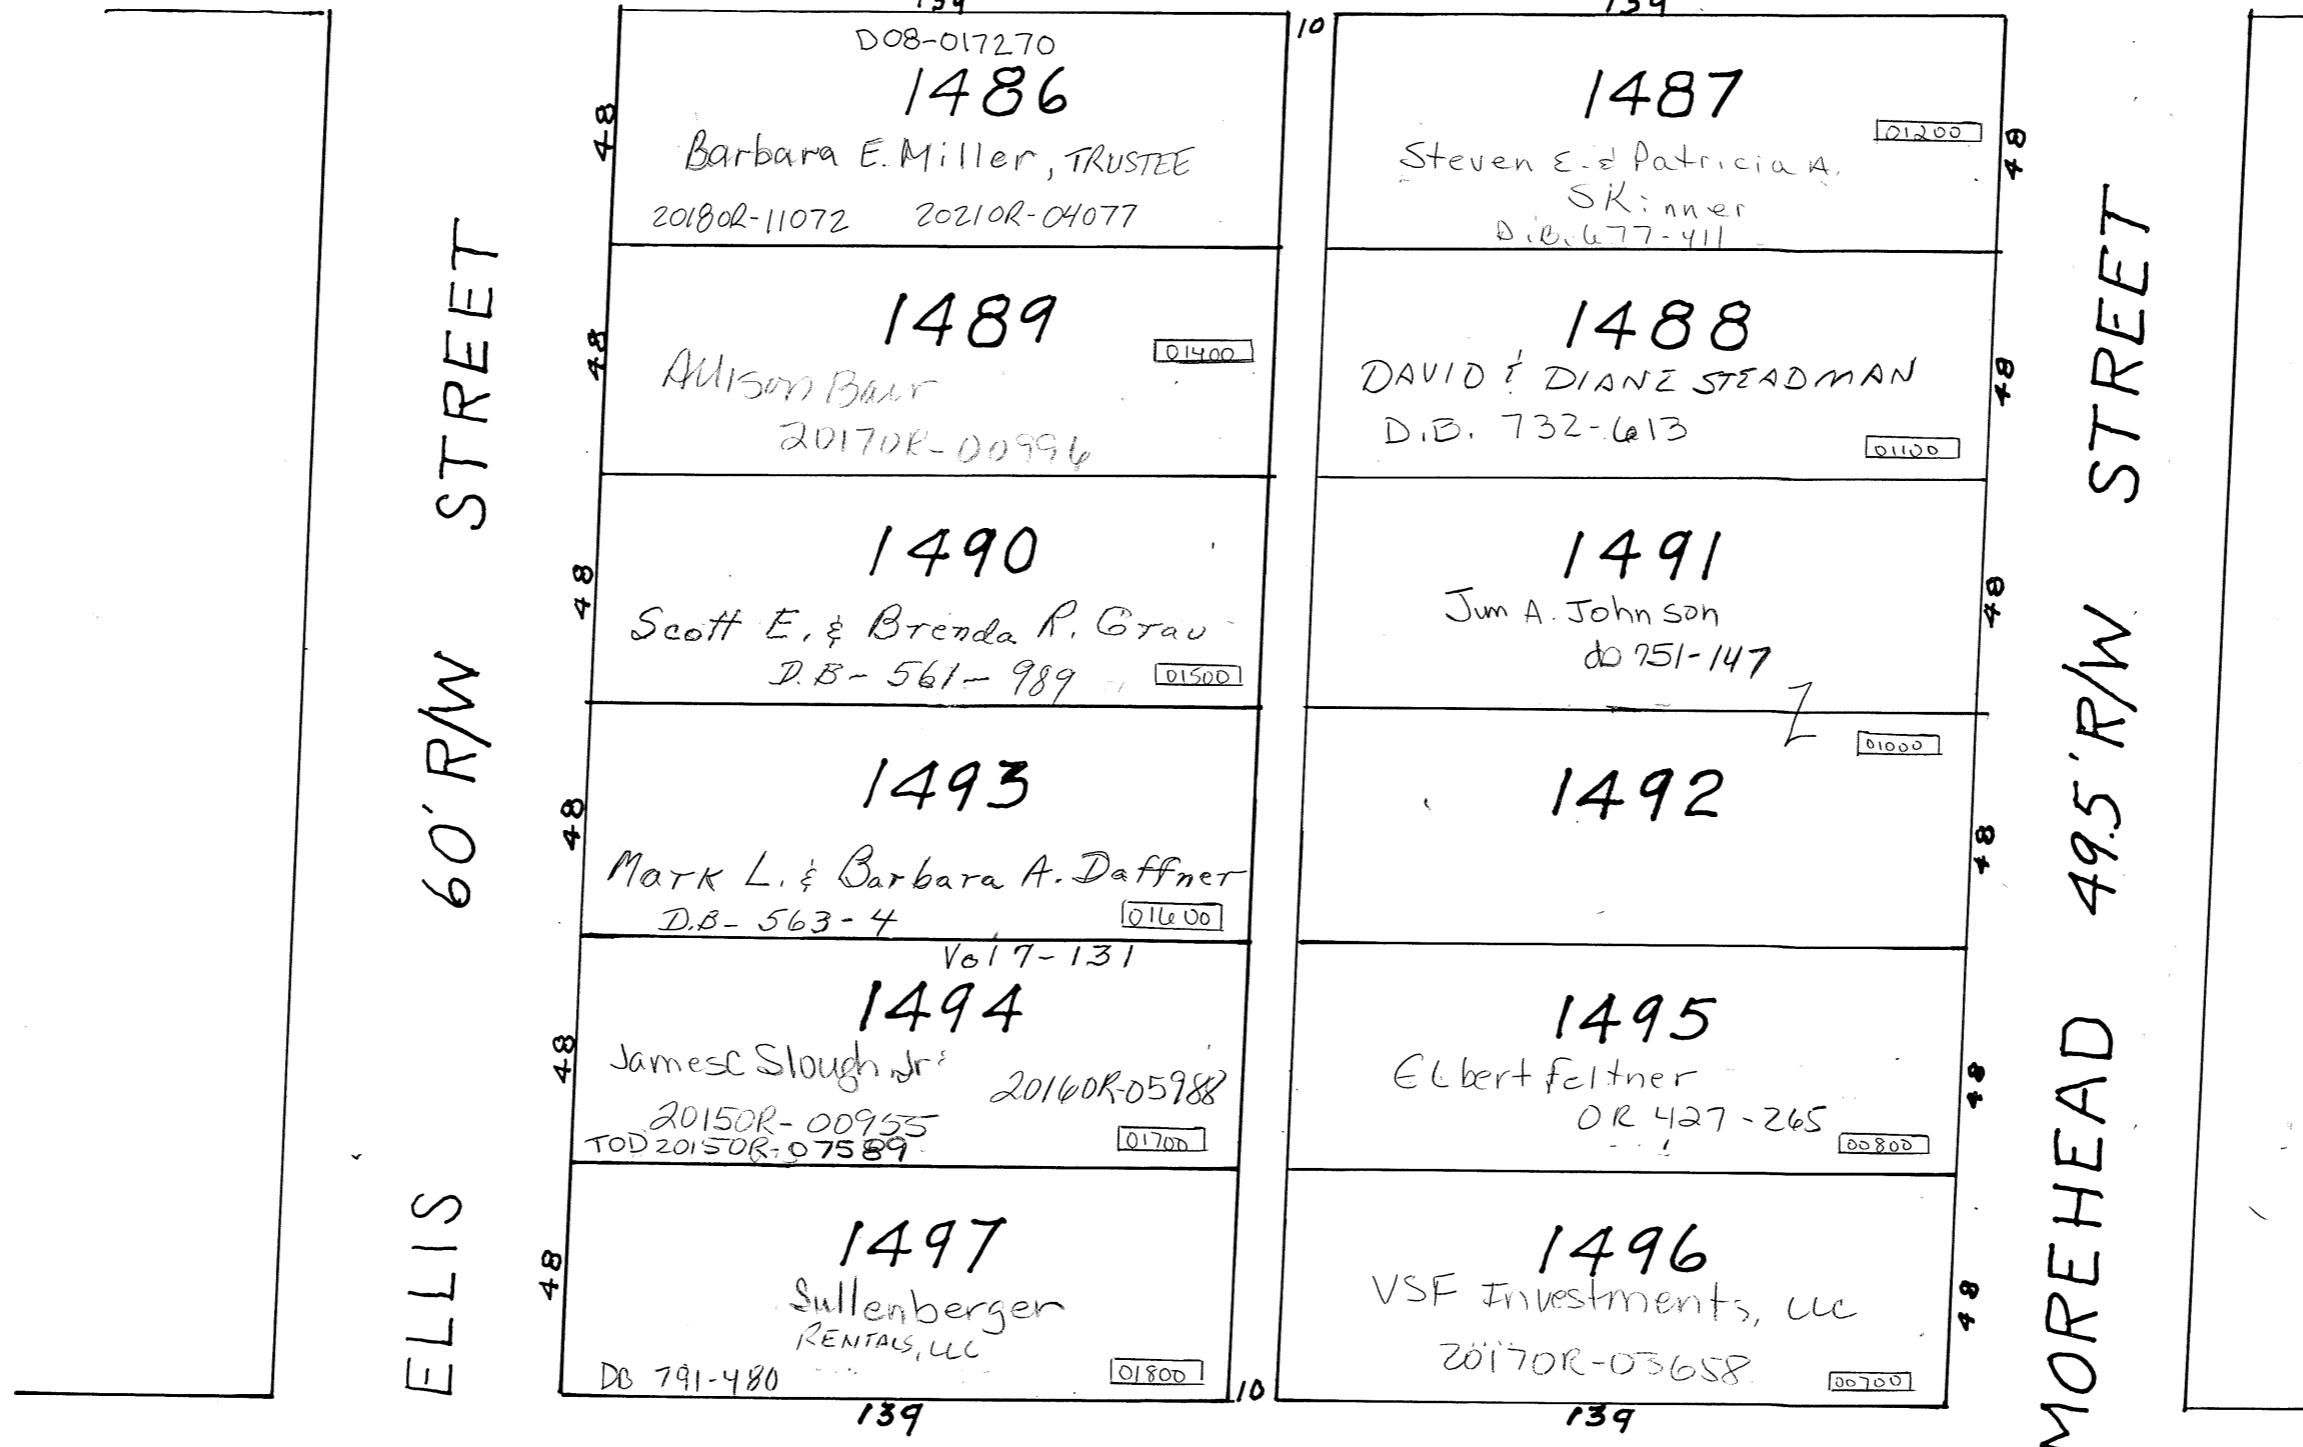 139
139
10
D08-017270
1486
Barbara E. Miller, TRUSTEE
2018OR-11072 2021OR-04077
48
1487
01200
Steven E. & Patricia A.
Skinner
D.B. 677-411
48
1489
01400
Allison Baur
2017OR-00996
48
1488
DAVID & DIANE STEADMAN
D.B. 732-613
01100
48
1490
Scott E. & Brenda R. Grau
D.B- 561- 989
01500
48
1491
Jim A. Johnson
OO 751-147
48
1493
Mark L. & Barbara A. Daffner
D.B- 563-4
01600
48
Z
01000
1492
48
Vol 7-131
1494
James C Slough Jr
2016OR-05988
2015OR-00955
TOD 2015OR-07589
01700
48
1495
Elbert Feltner
OR 427-265
00800
48
1497
Sullenberger
RENTALS, LLC
DB 791-480
01800
48
1496
VSF Investments, LLC
2017OR-03658
00700
48
10
139
139
ELLIS 60' R/W STREET
MOREHEAD 49.5' R/W STREET